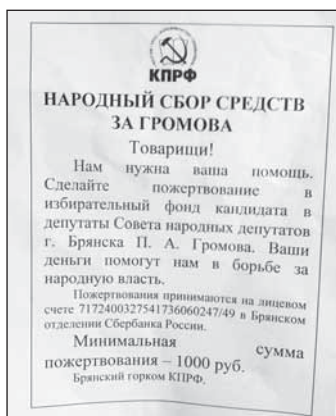 КПРФ
НАРОДНЫЙ СБОР СРЕДСТВ
ЗА ГРОМОВА
Товарищи!
Нам нужна ваша помощь.
Сделайте пожертвование в
избирательный фонд кандидата в
депутаты Совета народных депутатов
г. Брянска П. А. Громова. Ваши
деньги помогут нам в борьбе за
народную власть.
Пожертвования принимаются на лицевом
счете 7172400327541736060247/49 в Брянском
отделении Сбербанка России.
Минимальная сумма
пожертвования – 1000 руб.
Брянский горком КПРФ.